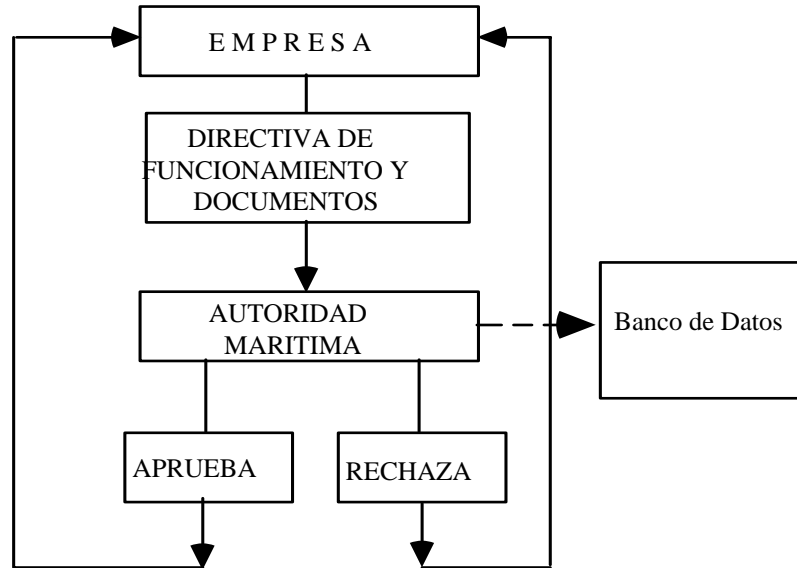 E M P R E S A
DIRECTIVA DE
FUNCIONAMIENTO Y
DOCUMENTOS
AUTORIDAD
MARITIMA
Banco de Datos
APRUEBA
RECHAZA